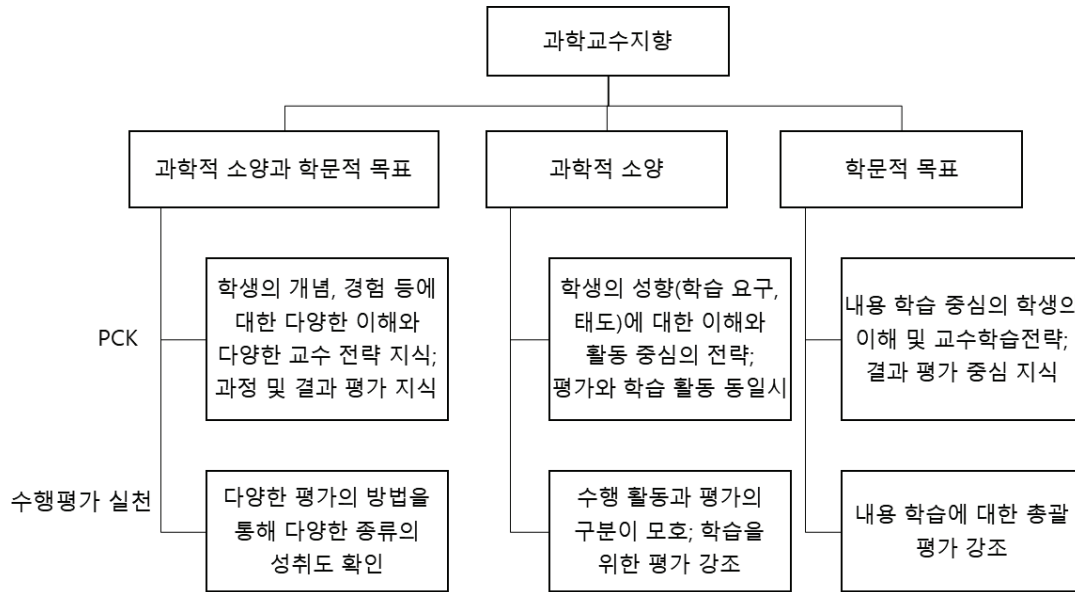 과학교수지향
과학적 소양과 학문적 목표
과학적 소양
학문적 목표
PCK
학생의 개념, 경험 등에
대한 다양한 이해와
다양한 교수 전략 지식;
과정 및 결과 평가 지식
학생의 성향(학습 요구,
태도)에 대한 이해와
활동 중심의 전략;
평가와 학습 활동 동일시
내용 학습 중심의 학생의
이해 및 교수학습전략;
결과 평가 중심 지식
수행평가 실천
다양한 평가의 방법을
통해 다양한 종류의
성취도 확인
수행 활동과 평가의
구분이 모호; 학습을
위한 평가 강조
내용 학습에 대한 총괄
평가 강조